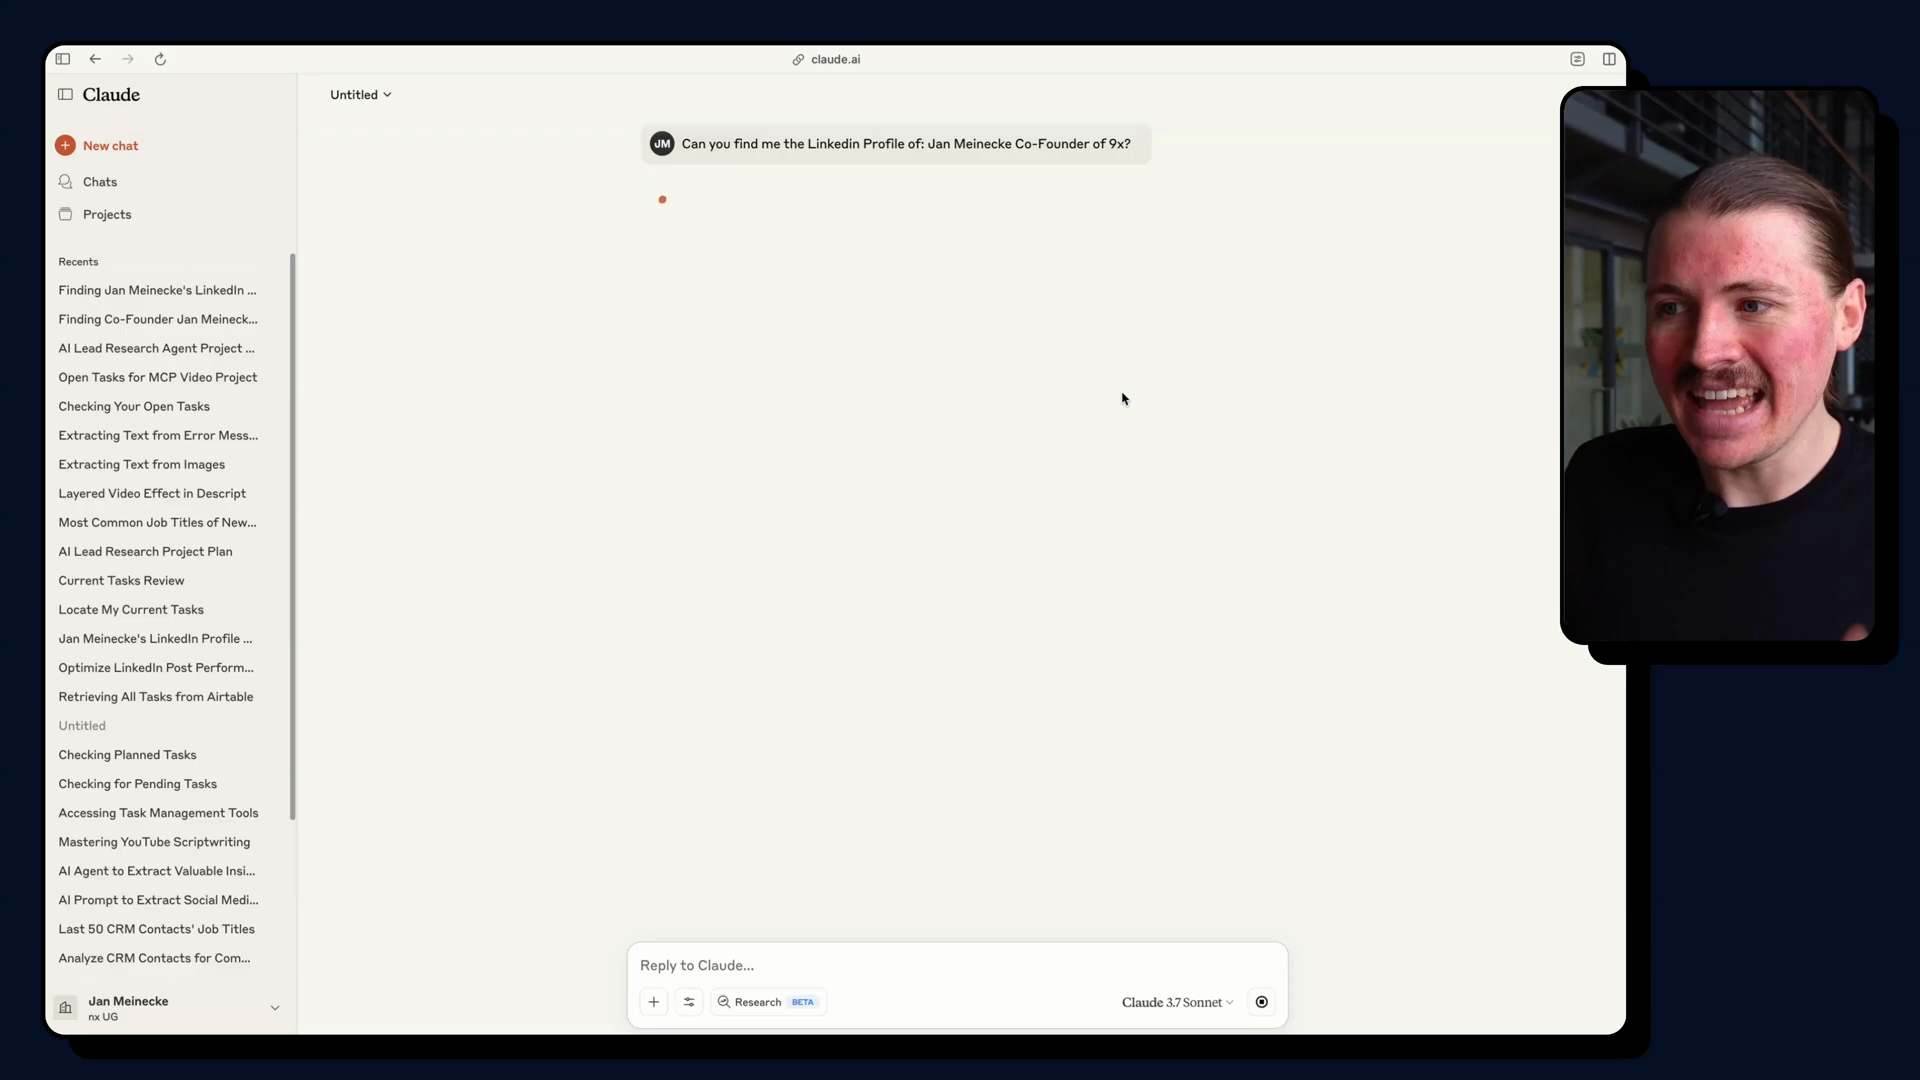 claude.ai
Claude
Untitled
New chat
Chats
Projects
Recents
Finding Jan Meinecke's LinkedIn ...
Finding Co-Founder Jan Meineck...
AI Lead Research Agent Project ...
Open Tasks for MCP Video Project
Checking Your Open Tasks
Extracting Text from Error Mess...
Extracting Text from Images
Layered Video Effect in Descript
Most Common Job Titles of New...
AI Lead Research Project Plan
Current Tasks Review
Locate My Current Tasks
Jan Meinecke's LinkedIn Profile ...
Optimize LinkedIn Post Perform...
Retrieving All Tasks from Airtable
Untitled
Checking Planned Tasks
Checking for Pending Tasks
Accessing Task Management Tools
Mastering YouTube Scriptwriting
AI Agent to Extract Valuable Insi...
AI Prompt to Extract Social Medi...
Last 50 CRM Contacts' Job Titles
Analyze CRM Contacts for Com...
Jan Meinecke
nx UG
JM Can you find me the Linkedin Profile of: Jan Meinecke Co-Founder of 9x?
Reply to Claude...
Research BETA
Claude 3.7 Sonnet